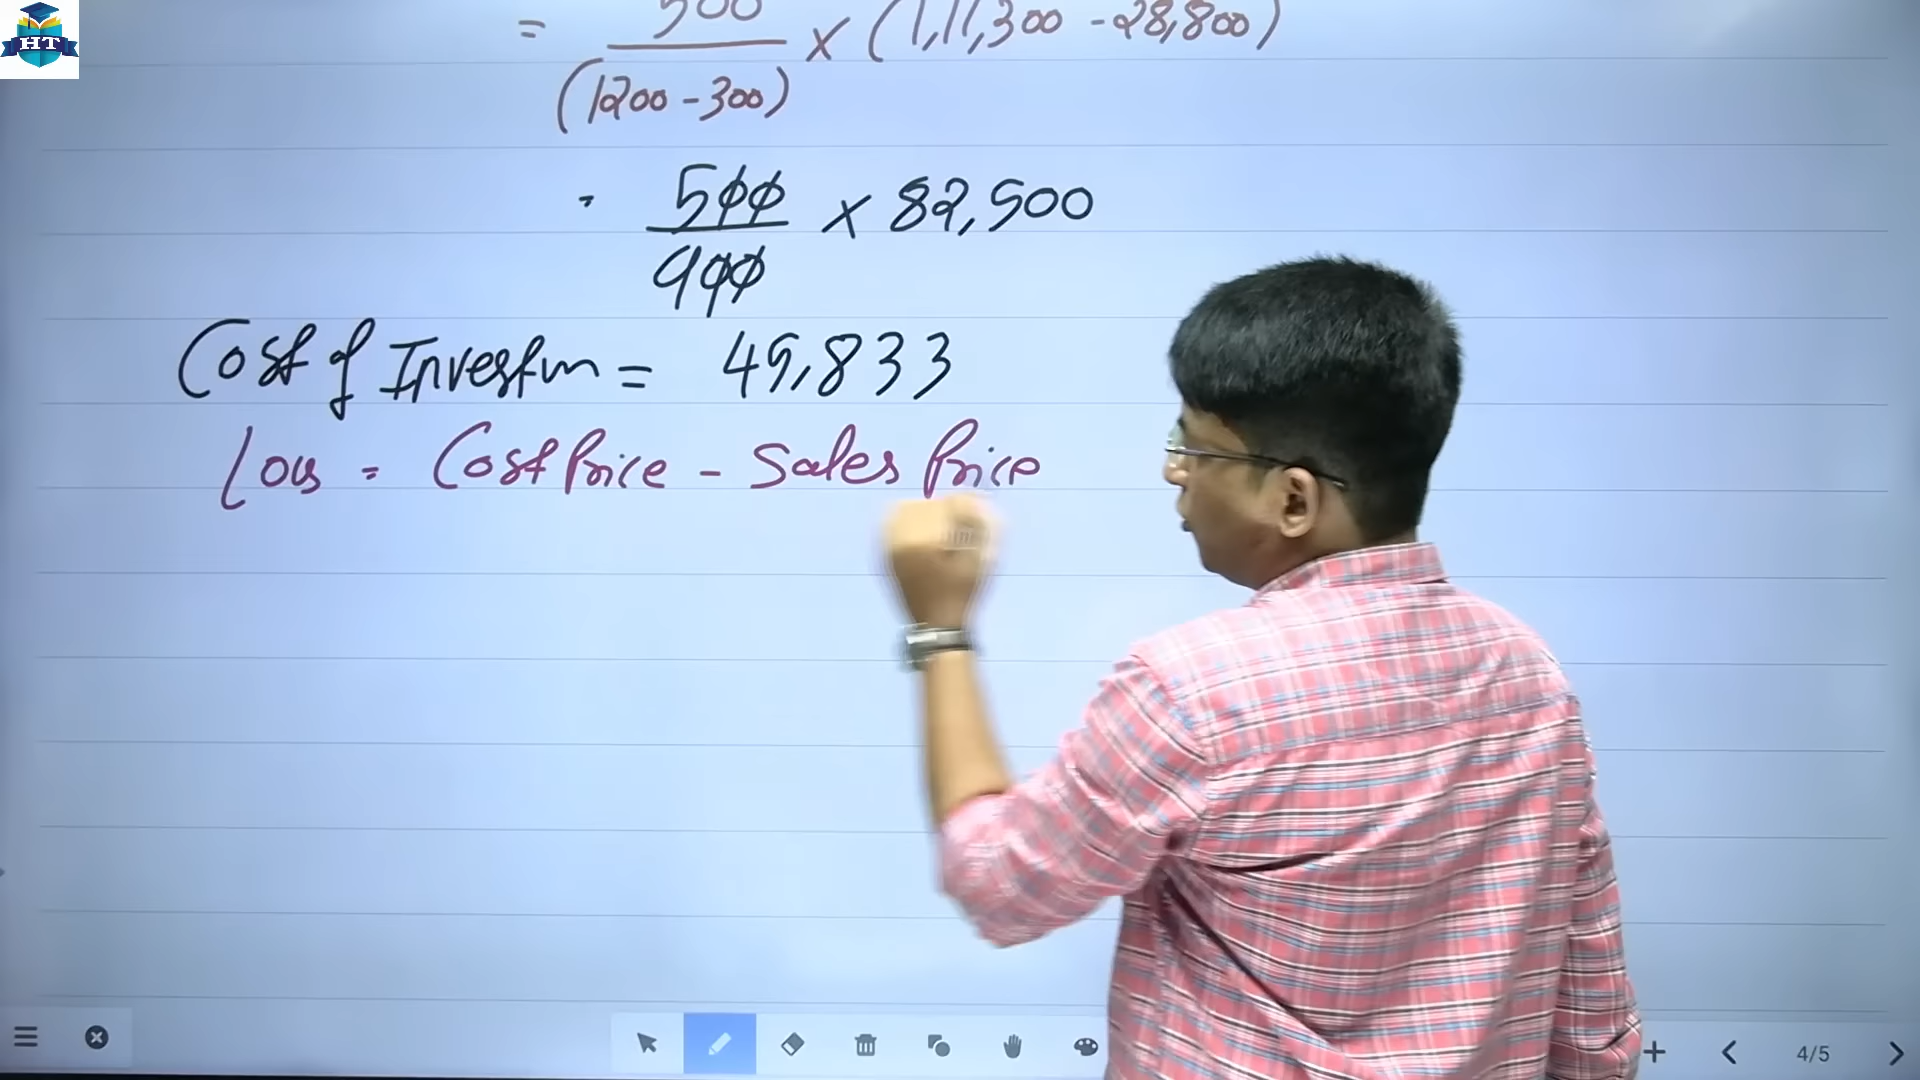 HT
= 500 / (1200 - 300) × (1,11,300 - 28,800)
= 500 / 900 × 82,500
Cost of Investm = 49,833
Loss = Cost Price - Sales Price
4/5